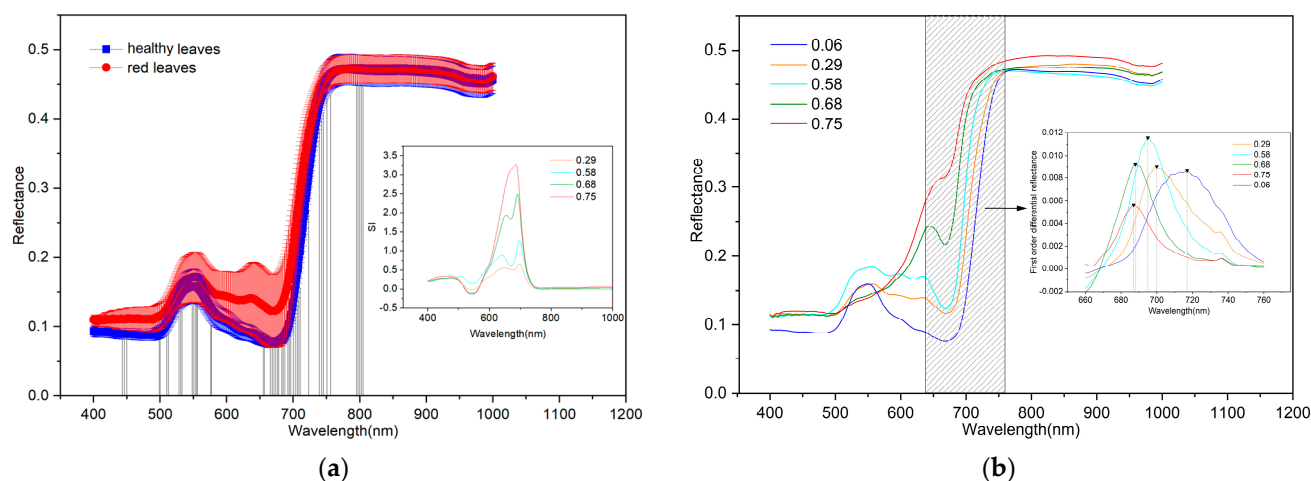 healthy leaves
red leaves
Reflectance
0.5
0.4
0.3
0.2
0.1
0.0
400 500 600 700 800 900 1000 1100 1200
Wavelength(nm)
SI
3.5
3.0
2.5
2.0
1.5
1.0
0.5
0.0
-0.5
0.29
0.58
0.68
0.75
400 600 800 1000
Wavelength(nm)
(a)
0.06
0.29
0.58
0.68
0.75
Reflectance
0.5
0.4
0.3
0.2
0.1
0.0
400 500 600 700 800 900 1000 1100 1200
Wavelength(nm)
First order differential reflectance
0.012
0.010
0.008
0.006
0.004
0.002
0.000
-0.002
0.29
0.58
0.68
0.75
0.06
660 680 700 720 740 760
Wavelength(nm)
(b)